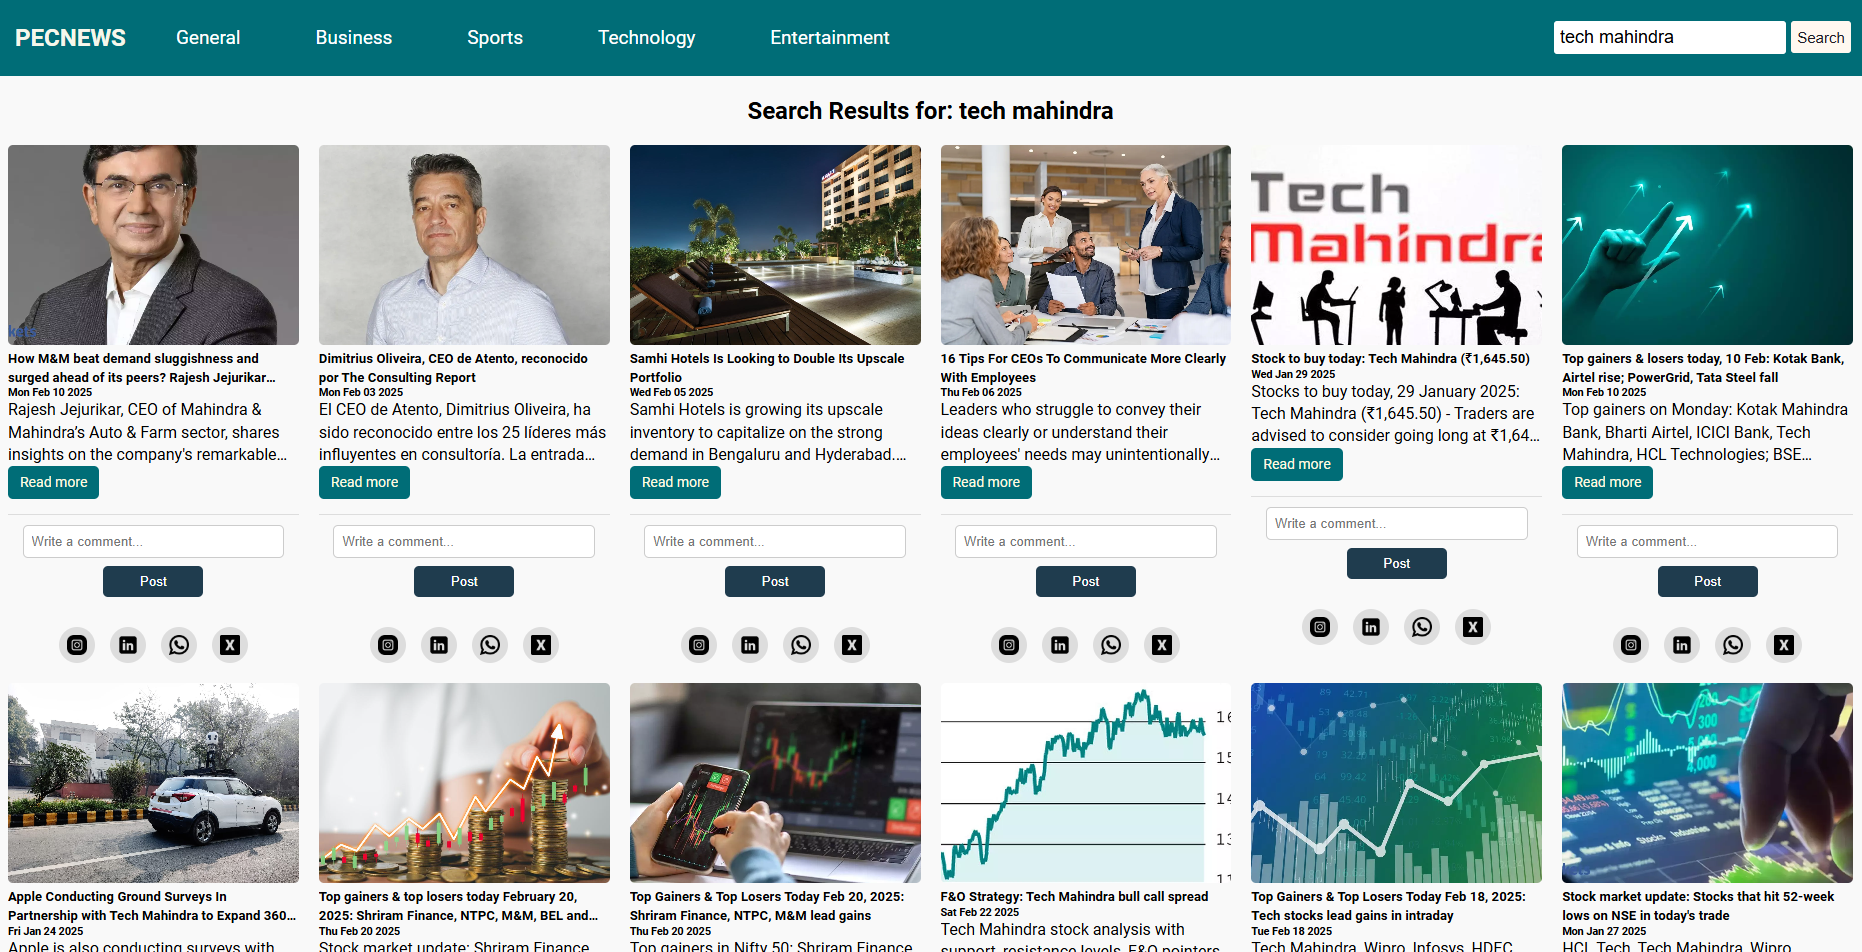 PECNEWS
General
Business
Sports
Technology
Entertainment
tech mahindra
Search
Search Results for: tech mahindra
How M&M beat demand sluggishness and
surged ahead of its peers? Rajesh Jejurikar...
Mon Feb 10 2025
Rajesh Jejurikar, CEO of Mahindra &
Mahindra’s Auto & Farm sector, shares
insights on the company's remarkable...
Read more
Write a comment...
Post
Dimitrius Oliveira, CEO de Atento, reconocido
por The Consulting Report
Mon Feb 03 2025
El CEO de Atento, Dimitrius Oliveira, ha
sido reconocido entre los 25 líderes más
influyentes en consultoría. La entrada...
Read more
Write a comment...
Post
Samhi Hotels Is Looking to Double Its Upscale
Portfolio
Wed Feb 05 2025
Samhi Hotels is growing its upscale
inventory to capitalize on the strong
demand in Bengaluru and Hyderabad....
Read more
Write a comment...
Post
16 Tips For CEOs To Communicate More Clearly
With Employees
Thu Feb 06 2025
Leaders who struggle to convey their
ideas clearly or understand their
employees' needs may unintentionally...
Read more
Write a comment...
Post
Tech
Mahindra
Stock to buy today: Tech Mahindra (₹1,645.50)
Wed Jan 29 2025
Stocks to buy today, 29 January 2025:
Tech Mahindra (₹1,645.50) - Traders are
advised to consider going long at ₹1,64...
Read more
Write a comment...
Post
Top gainers & losers today, 10 Feb: Kotak Bank,
Airtel rise; PowerGrid, Tata Steel fall
Mon Feb 10 2025
Top gainers on Monday: Kotak Mahindra
Bank, Bharti Airtel, ICICI Bank, Tech
Mahindra, HCL Technologies; BSE...
Read more
Write a comment...
Post
Apple Conducting Ground Surveys In
Partnership with Tech Mahindra to Expand 360...
Fri Jan 24 2025
Apple is also conducting surveys with
Top gainers & top losers today February 20,
2025: Shriram Finance, NTPC, M&M, BEL and...
Thu Feb 20 2025
Stock market update: Shriram Finance
Top Gainers & Top Losers Today Feb 20, 2025:
Shriram Finance, NTPC, M&M lead gains
Thu Feb 20 2025
Top gainers in Nifty 50: Shriram Finance
16
15
14
13
11
F&O Strategy: Tech Mahindra bull call spread
Sat Feb 22 2025
Tech Mahindra stock analysis with
support, resistance levels, F&O pointers
Top Gainers & Top Losers Today Feb 18, 2025:
Tech stocks lead gains in intraday
Tue Feb 18 2025
Tech Mahindra, Wipro, Infosys, HDFC
300
4,000
Stocks
Stock market update: Stocks that hit 52-week
lows on NSE in today's trade
Mon Jan 27 2025
HCL Tech, Tech Mahindra, Wipro